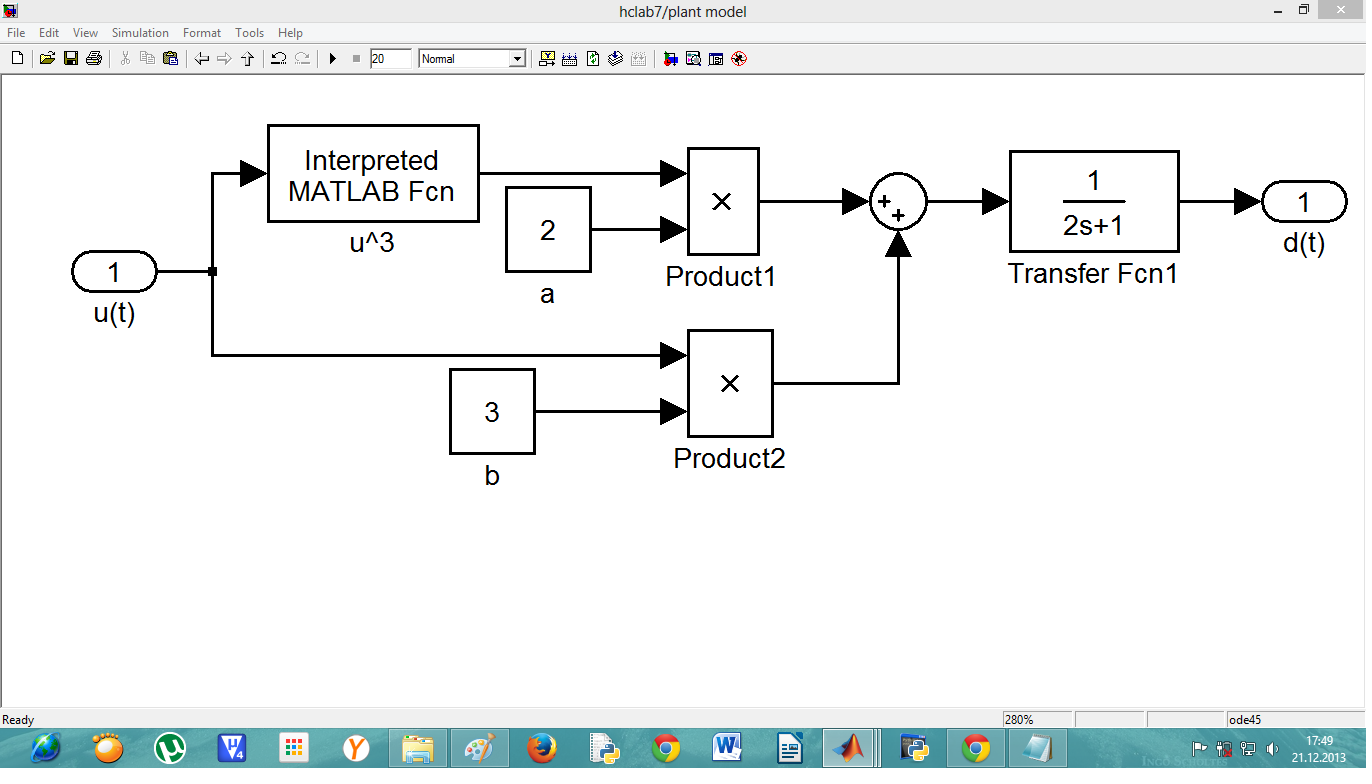 hclab7/plant model
File Edit View Simulation Format Tools Help
20 Normal
Interpreted
MATLAB Fcn
u^3
2
a
×
Product1
+
+
1
2s+1
Transfer Fcn1
1
d(t)
1
u(t)
3
b
×
Product2
Ready 280% ode45
17:49
21.12.2013